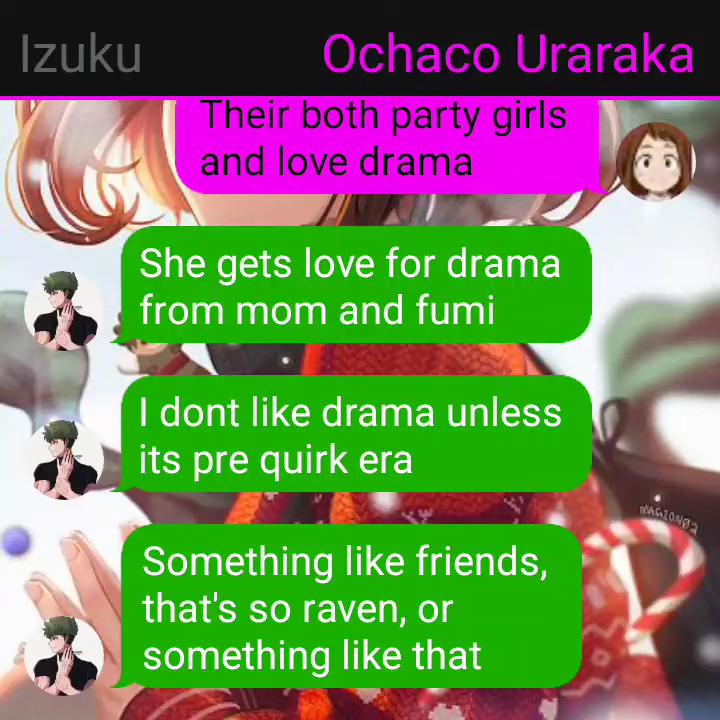 Izuku
Ochaco Uraraka
Their both party girls
and love drama
She gets love for drama
from mom and fumi
I dont like drama unless
its pre quirk era
Something like friends,
that's so raven, or
something like that
MAGION02